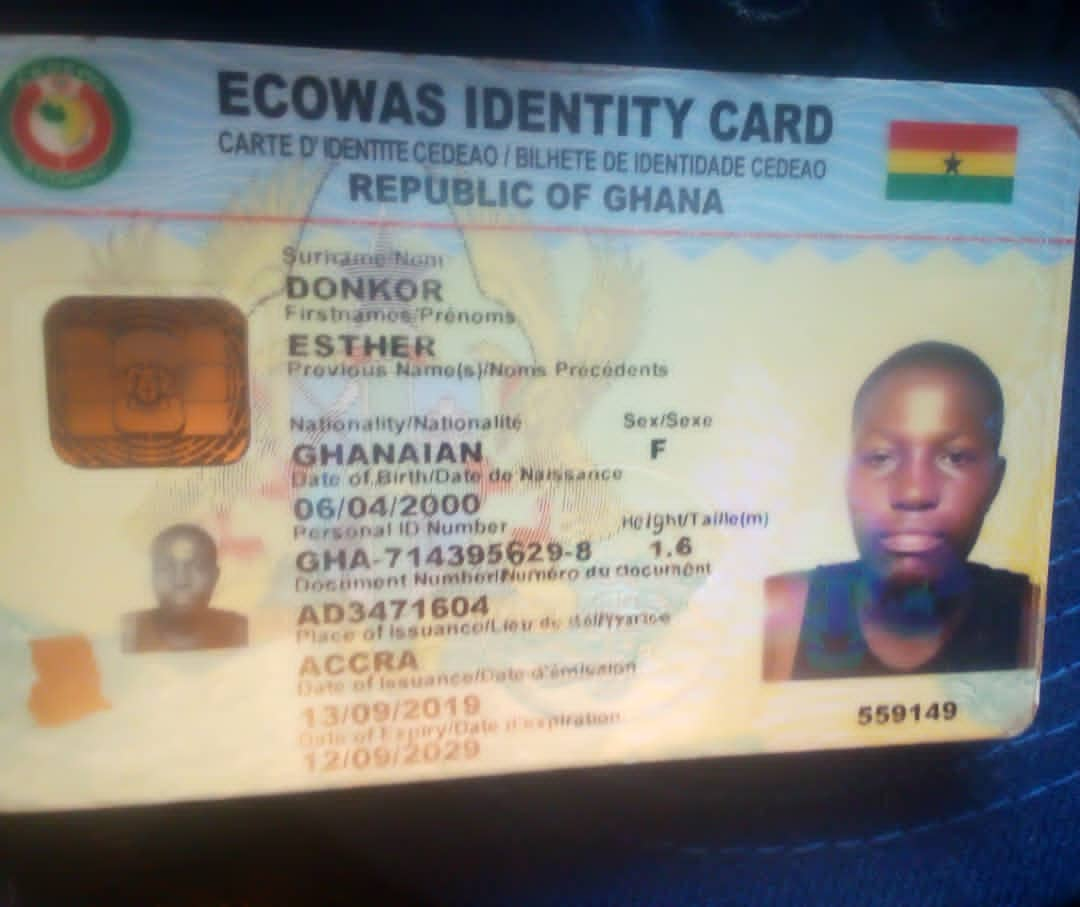 ECOWAS IDENTITY CARD
CARTE D' IDENTITE CEDEAO / BILHETE DE IDENTIDADE CEDEAO
REPUBLIC OF GHANA
Surname/Nom
DONKOR
Firstnames/Prénoms
ESTHER
Previous Name(s)/Noms Précédents
Nationality/Nationalité Sex/Sexe
GHANAIAN F
Date of Birth/Date de Naissance
06/04/2000
Personal ID Number Height/Taille(m)
GHA-714395629-8 1.6
Document Number/Numéro du document
AD3471604
Place of Issuance/Lieu de
ACCRA
Date of Issuance/Date d'émission
13/09/2019
Date of Expiry/Date d'expiration
12/09/2029
559149